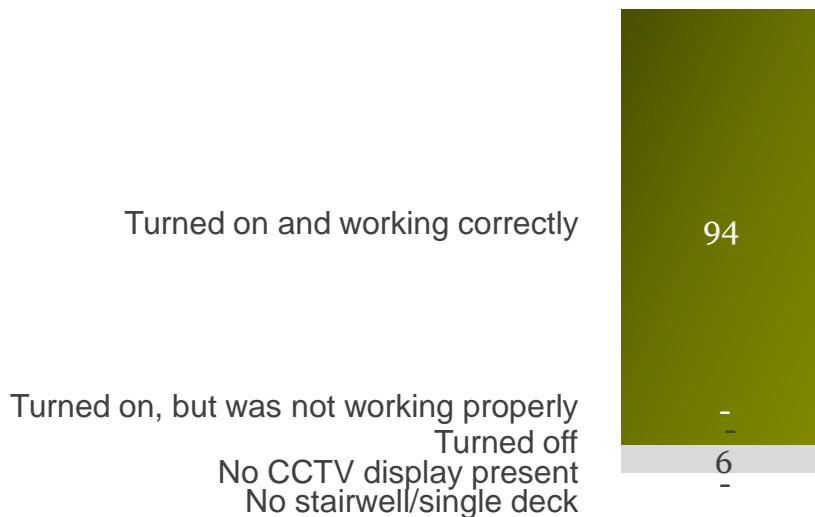 Turned on and working correctly
94
Turned on, but was not working properly
-
Turned off
-
No CCTV display present
6
No stairwell/single deck
-